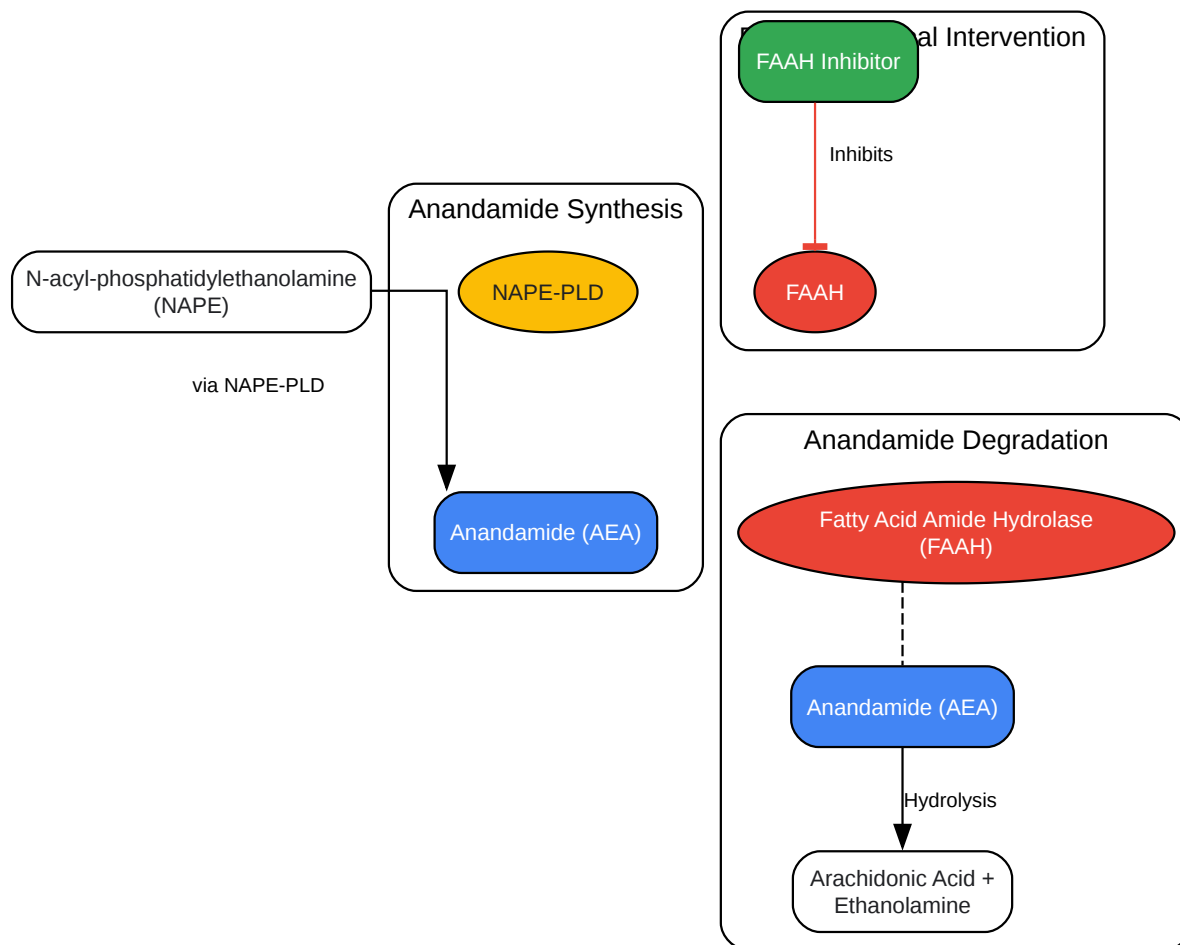 FAAH Inhibitor
al Intervention
Inhibits
FAAH
Anandamide Synthesis
N-acyl-phosphatidylethanolamine
(NAPE)
NAPE-PLD
via NAPE-PLD
Anandamide (AEA)
Anandamide Degradation
Fatty Acid Amide Hydrolase
(FAAH)
Anandamide (AEA)
Hydrolysis
Arachidonic Acid +
Ethanolamine